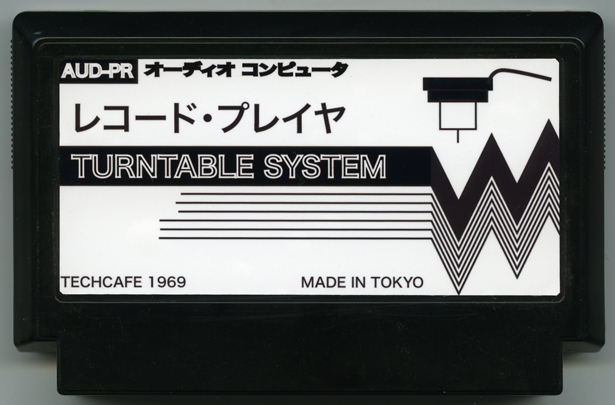 AUD-PR オーディオ コンピュータ
レコード・プレイヤ
TURNTABLE SYSTEM
TECHCAFE 1969
MADE IN TOKYO